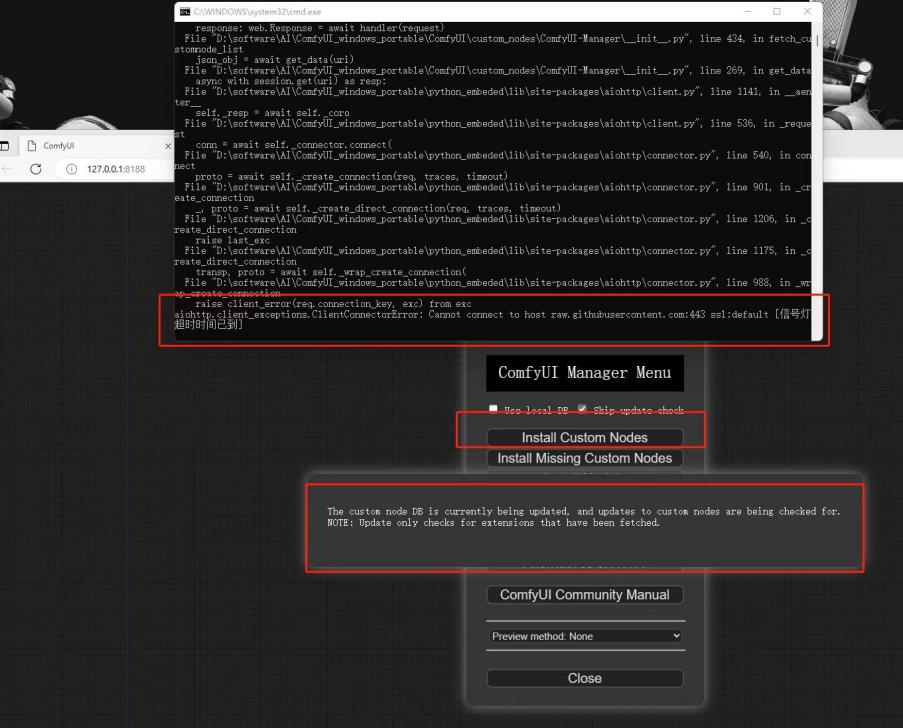 C:\WINDOWS\system32\cmd.exe
response: web.Response = await handler(request)
File "D:\software\AI\ComfyUI_windows_portable\ComfyUI\custom_nodes\ComfyUI-Manager\__init__.py", line 434, in fetch_cu
stomnode_list
json_obj = await get_data(uri)
File "D:\software\AI\ComfyUI_windows_portable\ComfyUI\custom_nodes\ComfyUI-Manager\__init__.py", line 269, in get_data
async with session.get(uri) as resp:
File "D:\software\AI\ComfyUI_windows_portable\python_embeded\lib\site-packages\aiohttp\client.py", line 1141, in __aen
ter__
self._resp = await self._coro
File "D:\software\AI\ComfyUI_windows_portable\python_embeded\lib\site-packages\aiohttp\client.py", line 536, in _reque
st
conn = await self._connector.connect(
File "D:\software\AI\ComfyUI_windows_portable\python_embeded\lib\site-packages\aiohttp\connector.py", line 540, in con
nect
proto = await self._create_connection(req, traces, timeout)
File "D:\software\AI\ComfyUI_windows_portable\python_embeded\lib\site-packages\aiohttp\connector.py", line 901, in _cr
eate_connection
_, proto = await self._create_direct_connection(req, traces, timeout)
File "D:\software\AI\ComfyUI_windows_portable\python_embeded\lib\site-packages\aiohttp\connector.py", line 1206, in _c
reate_direct_connection
raise last_exc
File "D:\software\AI\ComfyUI_windows_portable\python_embeded\lib\site-packages\aiohttp\connector.py", line 1175, in _c
reate_direct_connection
transp, proto = await self._wrap_create_connection(
File "D:\software\AI\ComfyUI_windows_portable\python_embeded\lib\site-packages\aiohttp\connector.py", line 988, in _wr
ap_create_connection
raise client_error(req.connection_key, exc) from exc
aiohttp.client_exceptions.ClientConnectorError: Cannot connect to host raw.githubusercontent.com:443 ssl:default [信号灯
超时时间已到]
ComfyUI
127.0.0.1:8188
ComfyUI Manager Menu
Use local DB Skip update check
Install Custom Nodes
Install Missing Custom Nodes
The custom node DB is currently being updated, and updates to custom nodes are being checked for.
NOTE: Update only checks for extensions that have been fetched.
ComfyUI Community Manual
Preview method: None
Close